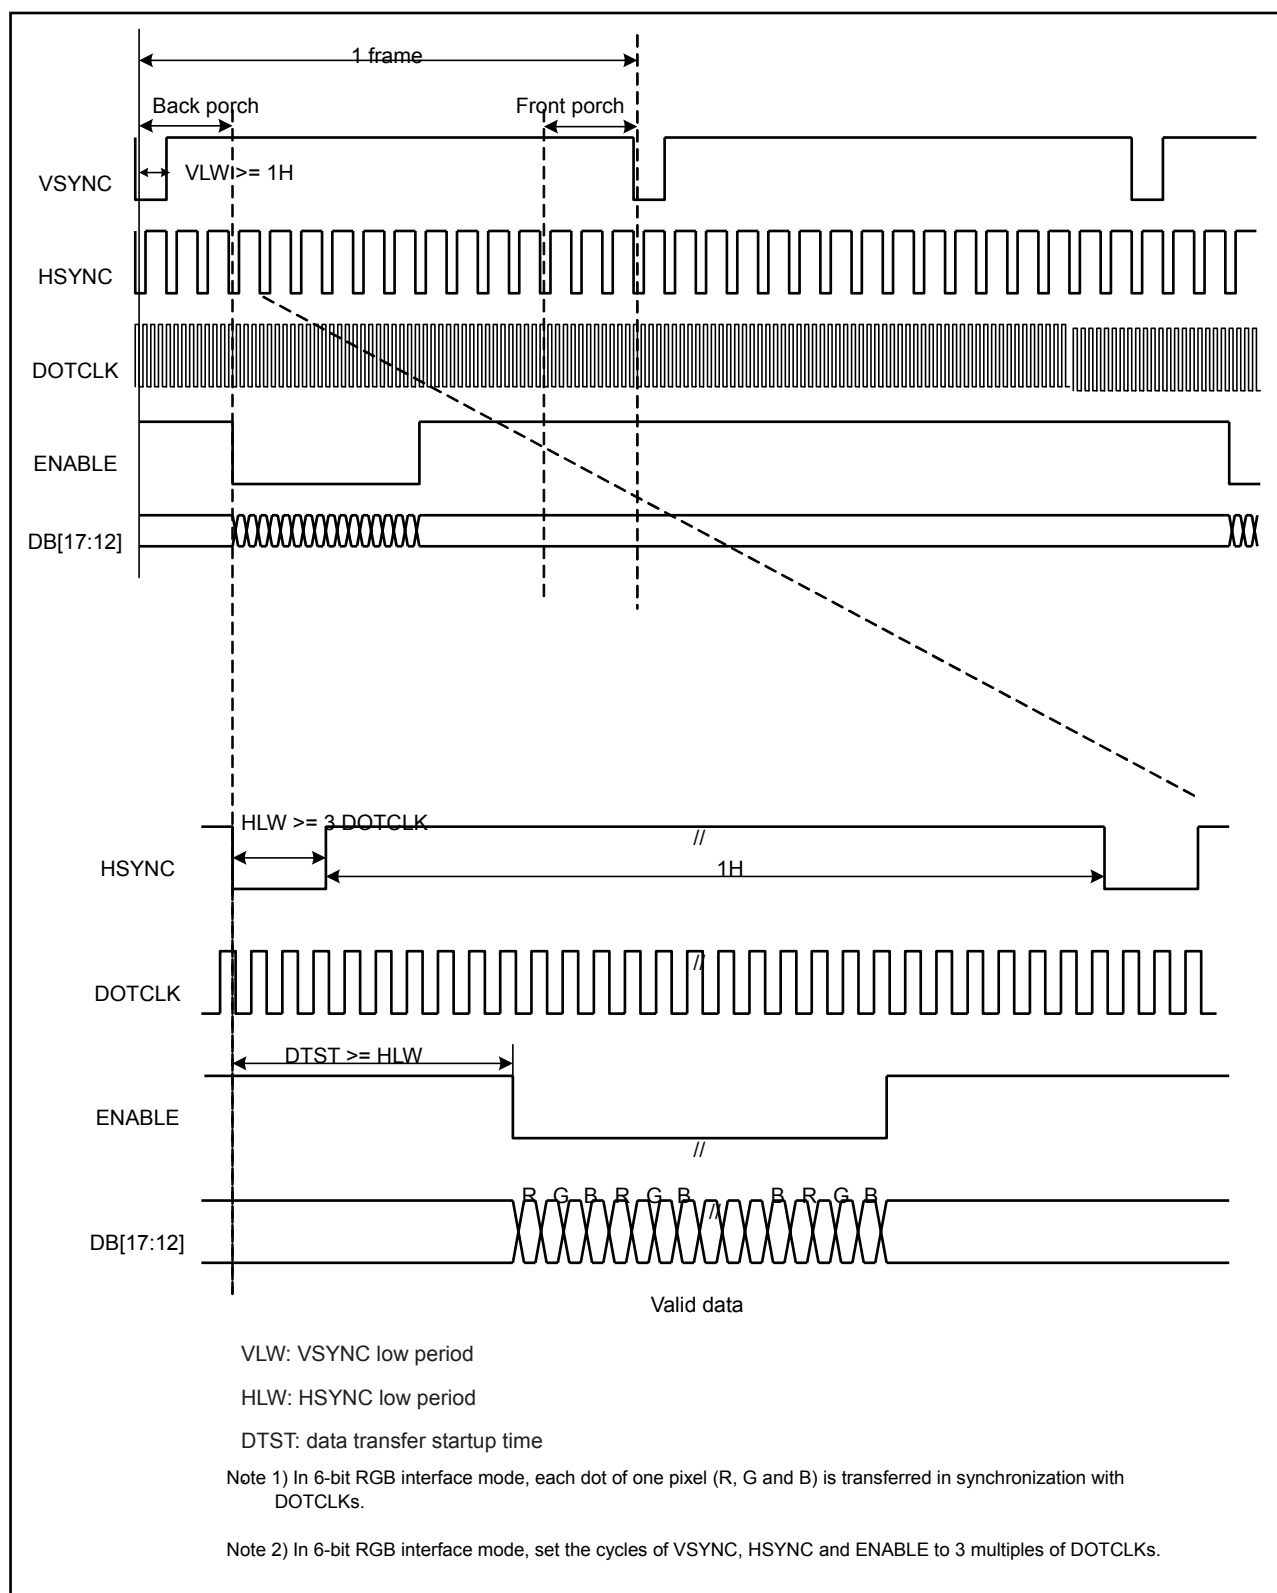 1 frame
Back porch
Front porch
VLW >= 1H
VSYNC
HSYNC
DOTCLK
ENABLE
DB[17:12]
HLW >= 3 DOTCLK
//
HSYNC
1H
//
DOTCLK
DTST >= HLW
ENABLE
//
R G B R G B B R G B
//
DB[17:12]
Valid data
VLW: VSYNC low period
HLW: HSYNC low period
DTST: data transfer startup time
Note 1) In 6-bit RGB interface mode, each dot of one pixel (R, G and B) is transferred in synchronization with
DOTCLKs.
Note 2) In 6-bit RGB interface mode, set the cycles of VSYNC, HSYNC and ENABLE to 3 multiples of DOTCLKs.